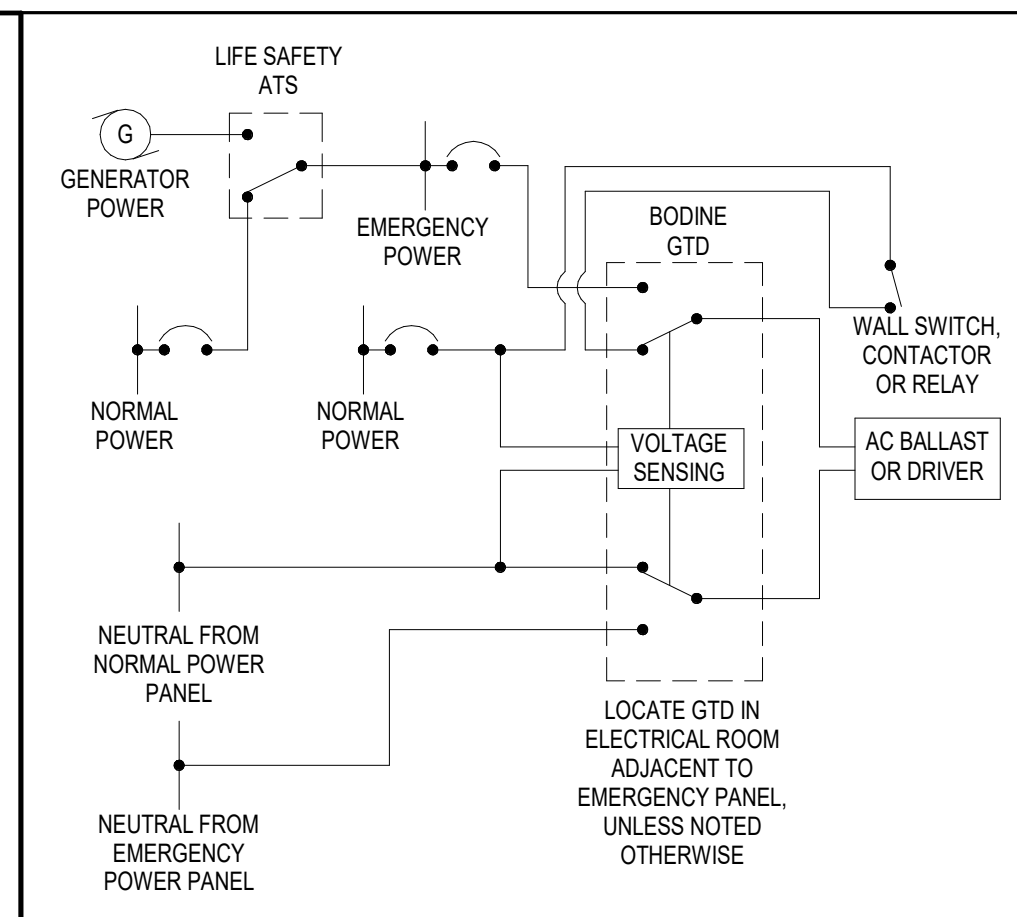 LIFE SAFETY
ATS
G
GENERATOR
POWER
EMERGENCY
POWER
BODINE
GTD
WALL SWITCH,
CONTACTOR
OR RELAY
NORMAL
POWER
NORMAL
POWER
VOLTAGE
SENSING
AC BALLAST
OR DRIVER
NEUTRAL FROM
NORMAL POWER
PANEL
NEUTRAL FROM
EMERGENCY
POWER PANEL
LOCATE GTD IN
ELECTRICAL ROOM
ADJACENT TO
EMERGENCY PANEL,
UNLESS NOTED
OTHERWISE